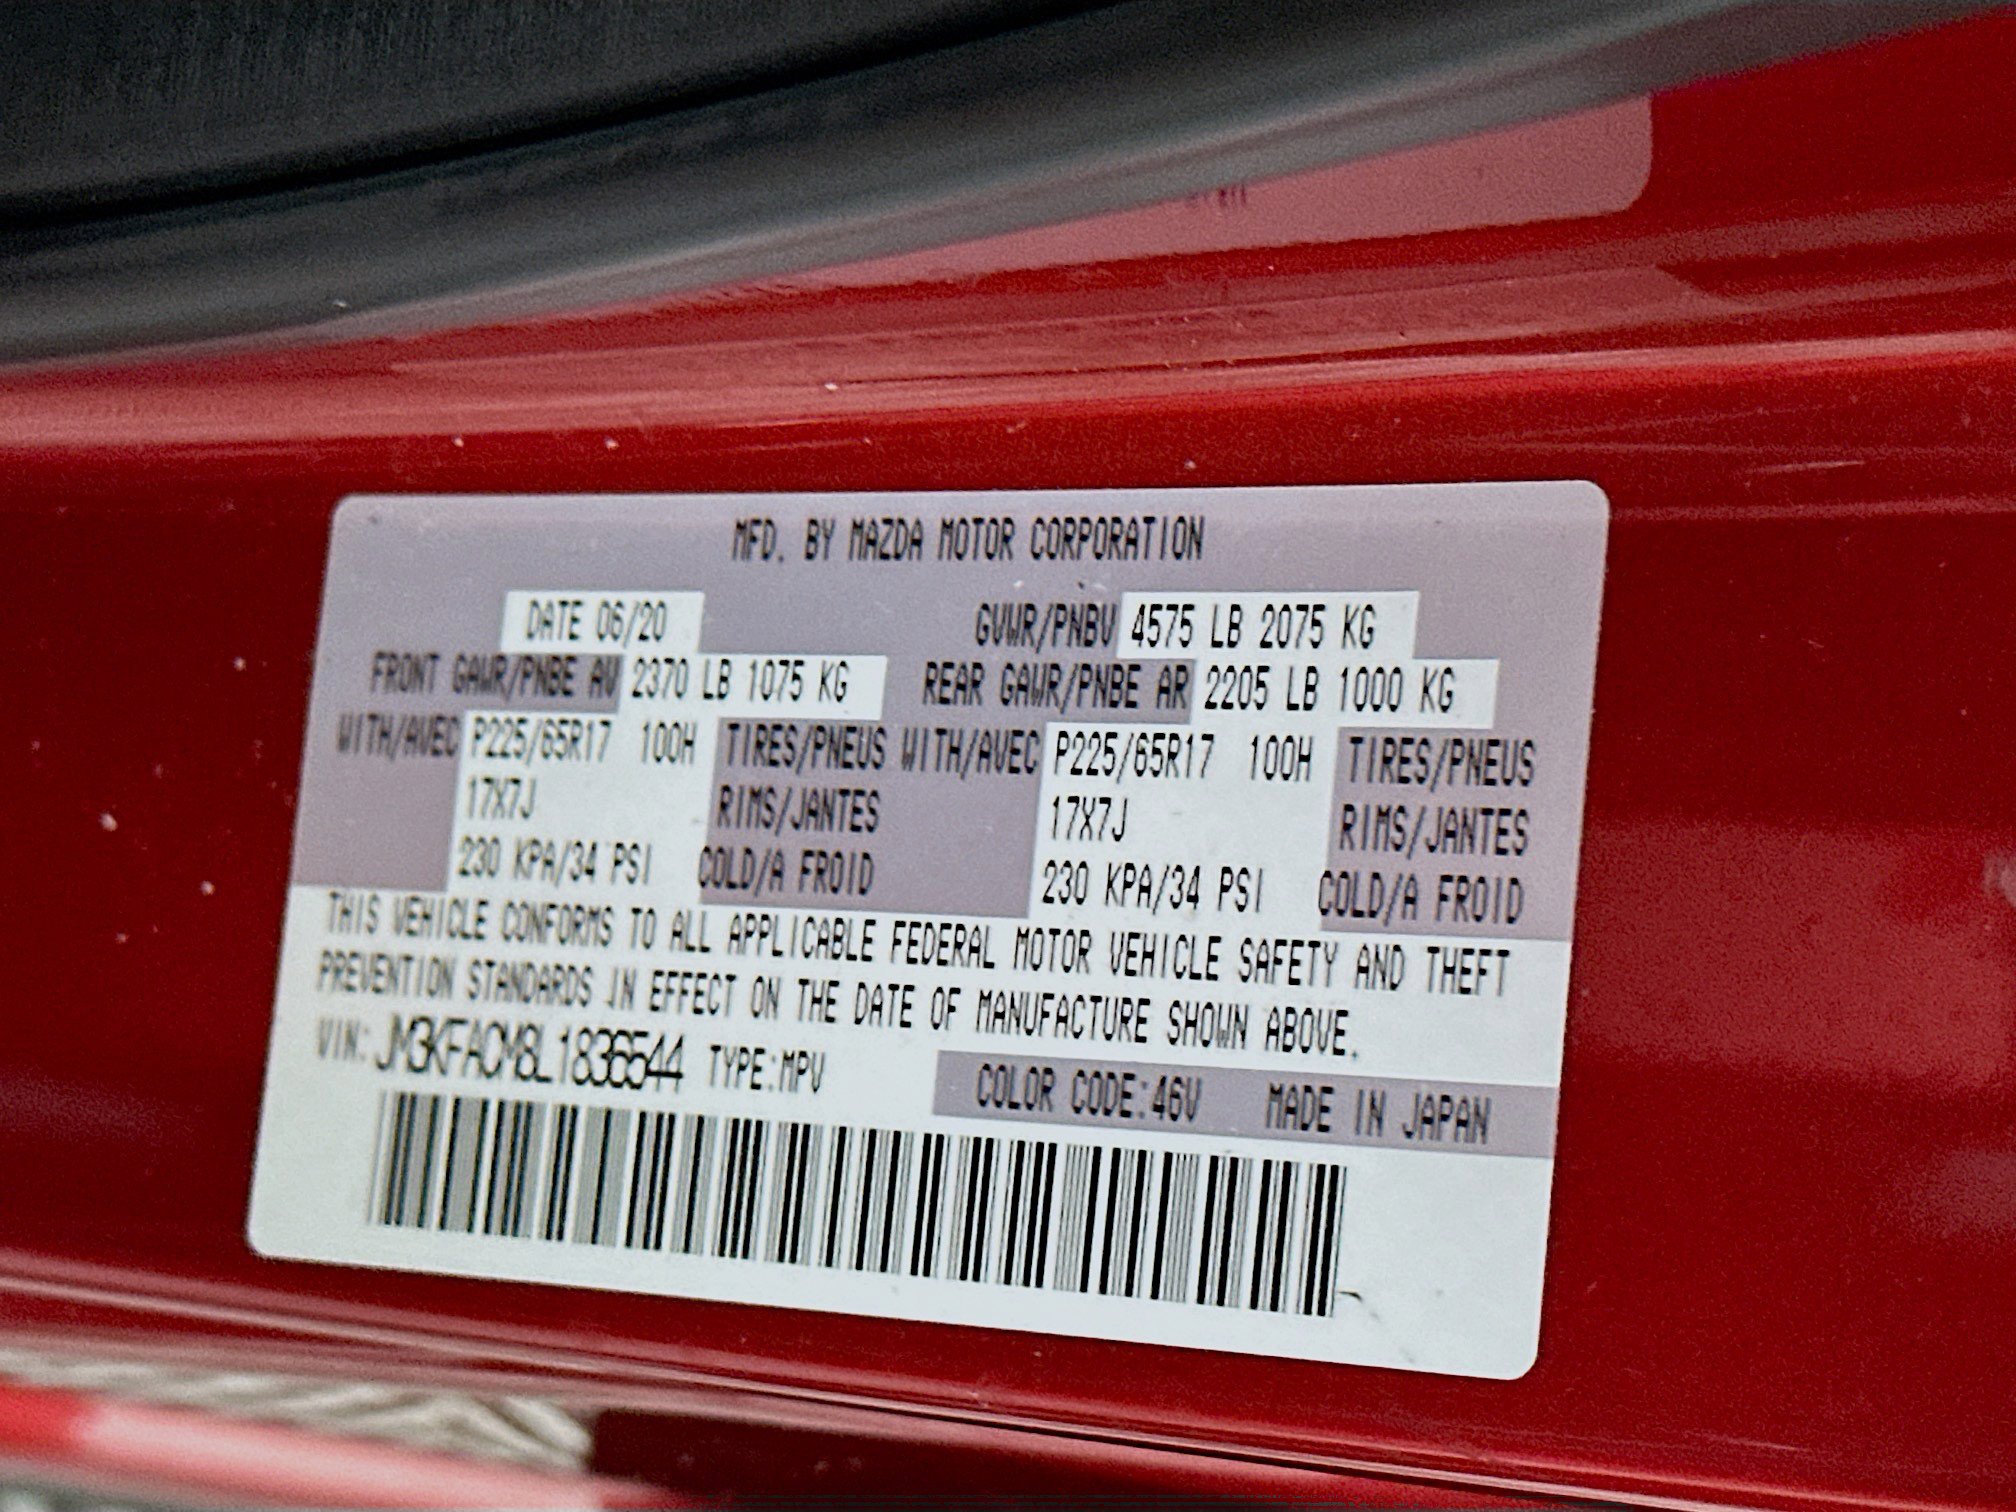 MFD. BY MAZDA MOTOR CORPORATION
DATE 06/20 GVWR/PNBV 4575 LB 2075 KG
FRONT GAWR/PNBE AV 2370 LB 1075 KG REAR GAWR/PNBE AR 2205 LB 1000 KG
WITH/AVEC P225/65R17 100H TIRES/PNEUS WITH/AVEC P225/65R17 100H TIRES/PNEUS
17X7J RIMS/JANTES 17X7J RIMS/JANTES
230 KPA/34 PSI COLD/A FROID 230 KPA/34 PSI COLD/A FROID
THIS VEHICLE CONFORMS TO ALL APPLICABLE FEDERAL MOTOR VEHICLE SAFETY AND THEFT
PREVENTION STANDARDS IN EFFECT ON THE DATE OF MANUFACTURE SHOWN ABOVE.
VIN: JM3KFACM8L1836544 TYPE:MPV
COLOR CODE:46V MADE IN JAPAN